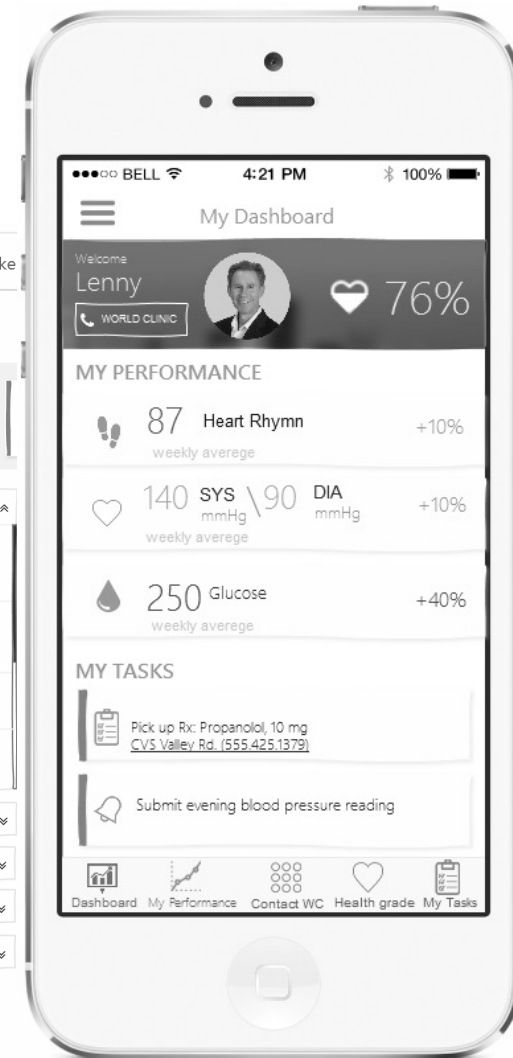 BELL 4:21 PM 100%
My Dashboard
ke
Welcome
Lenny
WORLD CLINIC
76%
MY PERFORMANCE
87 Heart Rhymn +10%
weekly averege
140 SYS mmHg \ 90 DIA mmHg +10%
weekly averege
250 Glucose +40%
weekly averege
MY TASKS
Pick up Rx: Propanolol, 10 mg
CVS Valley Rd. (555.425.1379)
Submit evening blood pressure reading
Dashboard My Performance Contact WC Health grade My Tasks